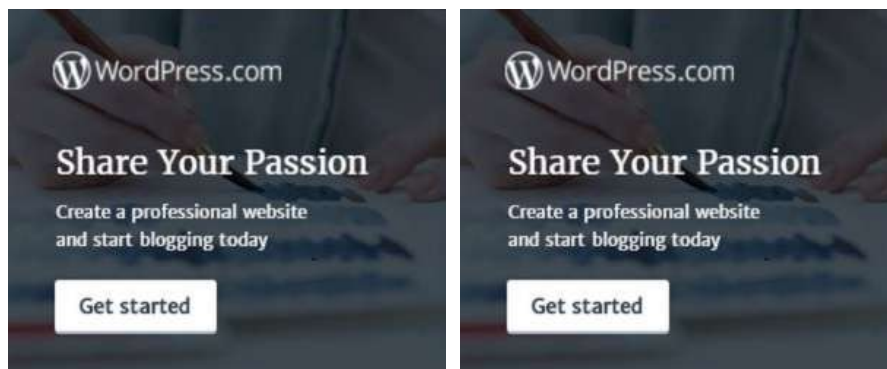 WordPress.com
Share Your Passion
Create a professional website
and start blogging today
Get started
WordPress.com
Share Your Passion
Create a professional website
and start blogging today
Get started